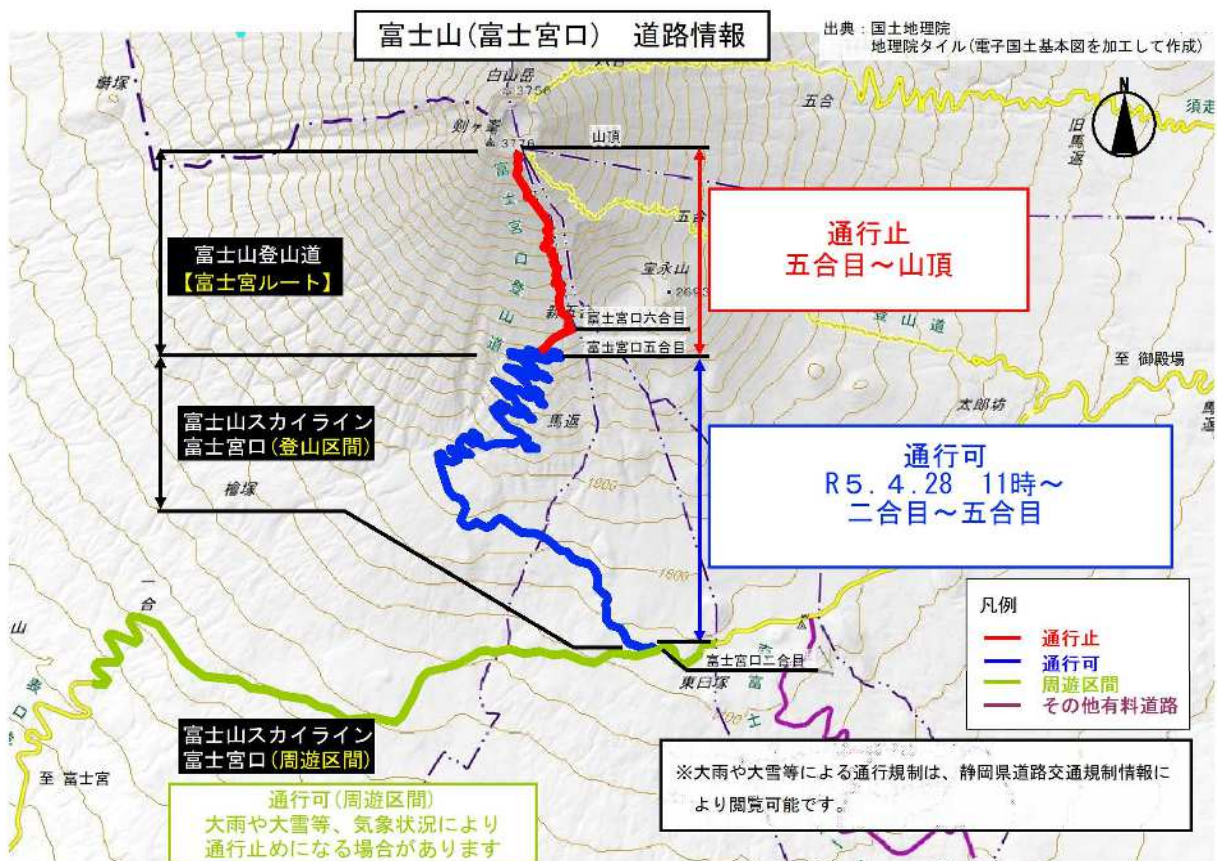 富士山(富士宮口) 道路情報
出典：国土地理院
地理院タイル(電子国土基本図を加工して作成)
白山岳
3756
五合
須走
旧馬返
N
剣ヶ峯
3776
山頂
富士宮口登山道
五合
宝永山
2693
富士山登山道
【富士宮ルート】
通行止
五合目～山頂
富士宮口六合目
富士宮口五合目
登山道
至 御殿場
太郎坊
馬返
馬返
富士山スカイライン
富士宮口(登山区間)
檜塚
通行可
R5.4.28 11時～
二合目～五合目
1800
1600
一合
山
富士宮口二合目
東臼塚
富士
凡例
通行止
通行可
周遊区間
その他有料道路
富士山スカイライン
富士宮口(周遊区間)
至 富士宮
通行可(周遊区間)
大雨や大雪等、気象状況により
通行止めになる場合があります
※大雨や大雪等による通行規制は、静岡県道路交通規制情報に
より閲覧可能です。